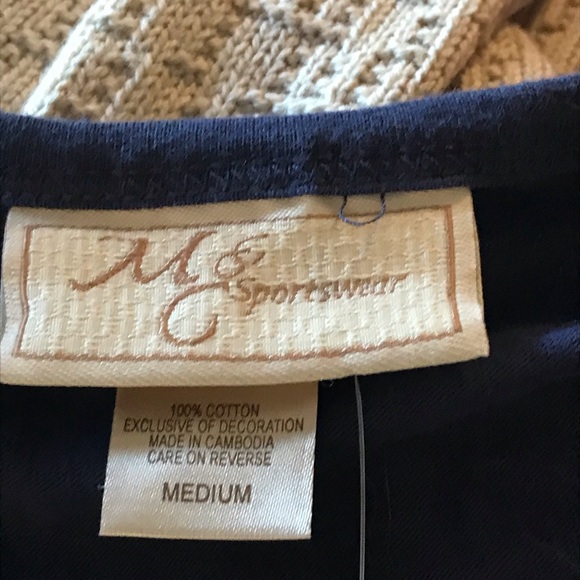 M&C
Sportswear
100% COTTON
EXCLUSIVE OF DECORATION
MADE IN CAMBODIA
CARE ON REVERSE
MEDIUM